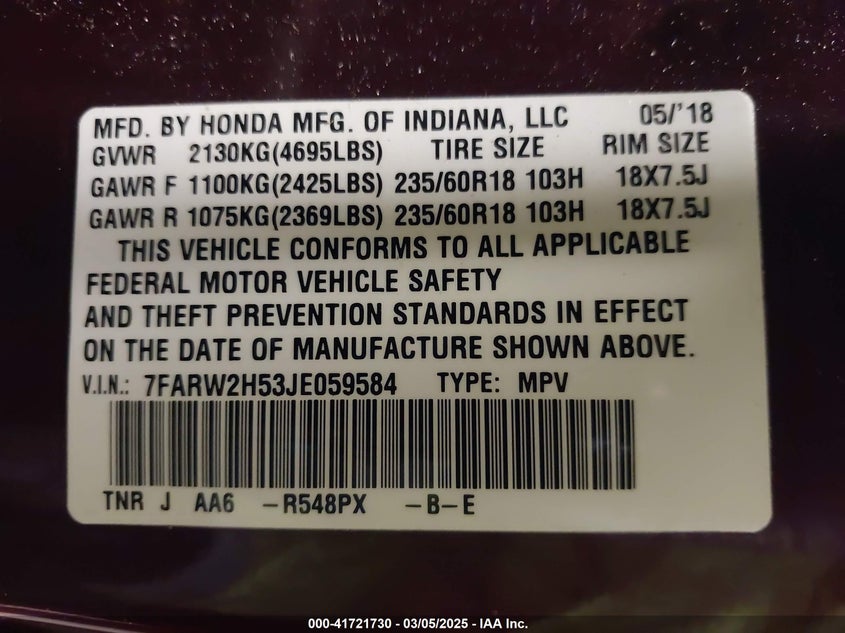 MFD. BY HONDA MFG. OF INDIANA, LLC 05/'18
GVWR 2130KG(4695LBS) TIRE SIZE RIM SIZE
GAWR F 1100KG(2425LBS) 235/60R18 103H 18X7.5J
GAWR R 1075KG(2369LBS) 235/60R18 103H 18X7.5J
THIS VEHICLE CONFORMS TO ALL APPLICABLE
FEDERAL MOTOR VEHICLE SAFETY
AND THEFT PREVENTION STANDARDS IN EFFECT
ON THE DATE OF MANUFACTURE SHOWN ABOVE.
V.I.N.: 7FARW2H53JE059584 TYPE: MPV
TNR J AA6 -R548PX -B-E
000-41721730 - 03/05/2025 - IAA Inc.